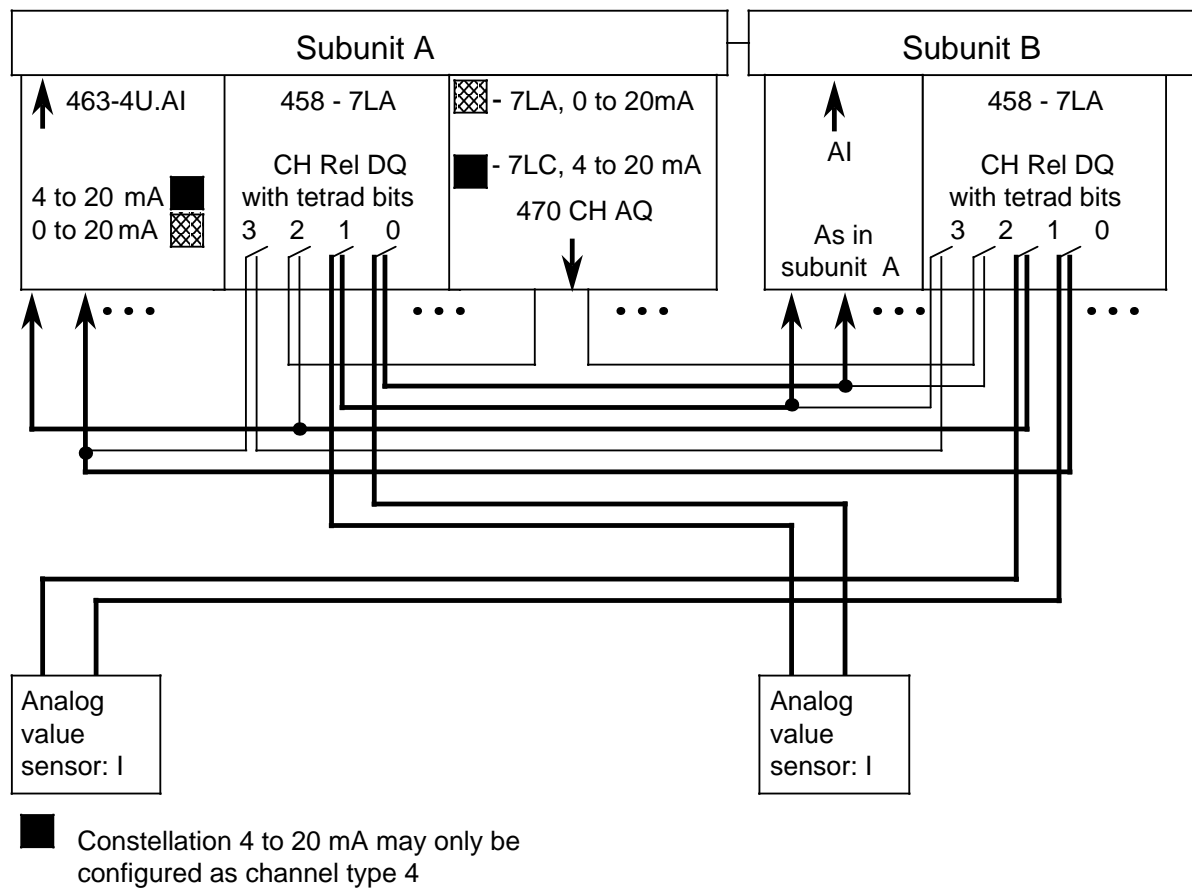 Subunit A
Subunit B
463-4U.AI
4 to 20 mA
0 to 20 mA
458 - 7LA
CH Rel DQ
with tetrad bits
3 2 1 0
- 7LA, 0 to 20mA
- 7LC, 4 to 20 mA
470 CH AQ
AI
As in
subunit A
458 - 7LA
CH Rel DQ
with tetrad bits
3 2 1 0
Analog
value
sensor: I
Analog
value
sensor: I
Constellation 4 to 20 mA may only be
configured as channel type 4